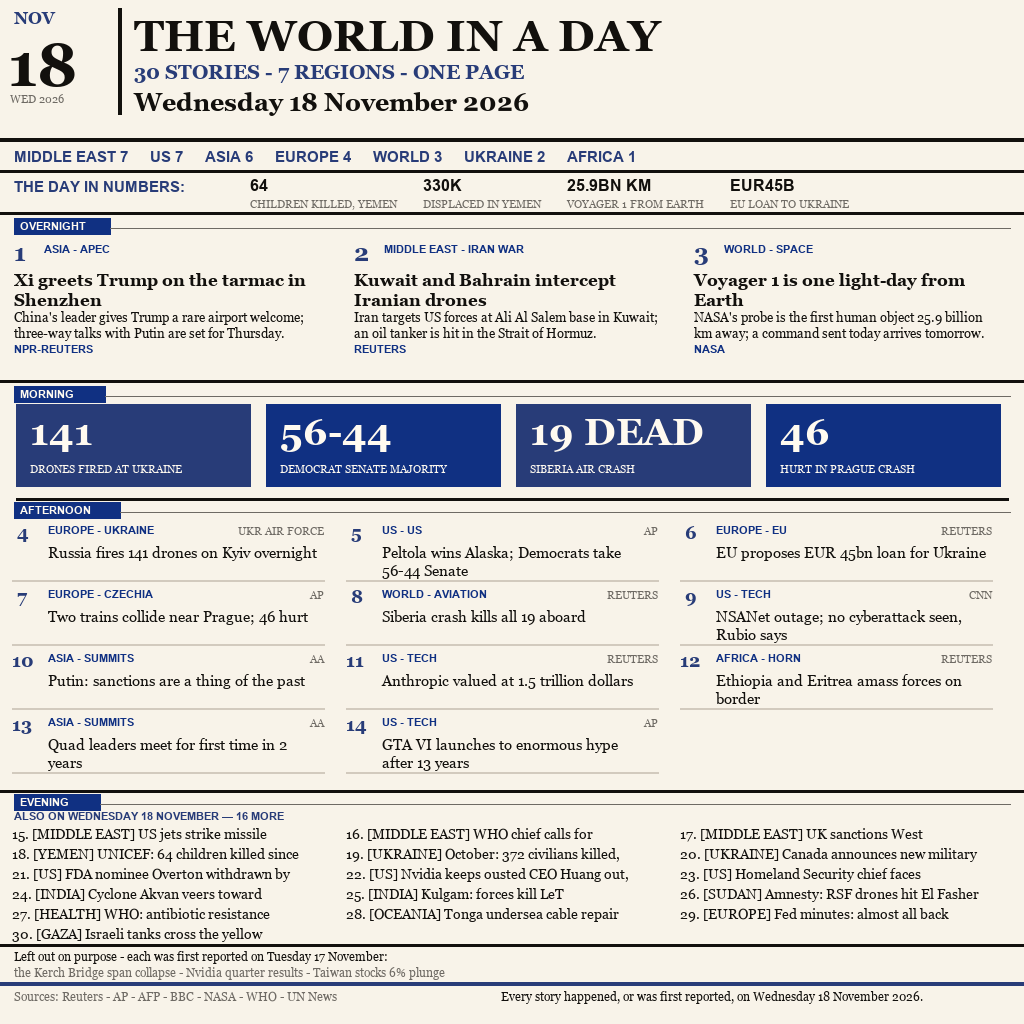 NOV
18
WED 2026
THE WORLD IN A DAY
30 STORIES - 7 REGIONS - ONE PAGE
Wednesday 18 November 2026
MIDDLE EAST 7 US 7 ASIA 6 EUROPE 4 WORLD 3 UKRAINE 2 AFRICA 1
THE DAY IN NUMBERS:
64
CHILDREN KILLED, YEMEN
330K
DISPLACED IN YEMEN
25.9BN KM
VOYAGER 1 FROM EARTH
EUR45B
EU LOAN TO UKRAINE
OVERNIGHT
1 ASIA - APEC
Xi greets Trump on the tarmac in
Shenzhen
China's leader gives Trump a rare airport welcome;
three-way talks with Putin are set for Thursday.
NPR-REUTERS
2 MIDDLE EAST - IRAN WAR
Kuwait and Bahrain intercept
Iranian drones
Iran targets US forces at Ali Al Salem base in Kuwait;
an oil tanker is hit in the Strait of Hormuz.
REUTERS
3 WORLD - SPACE
Voyager 1 is one light-day from
Earth
NASA's probe is the first human object 25.9 billion
km away; a command sent today arrives tomorrow.
NASA
MORNING
141
DRONES FIRED AT UKRAINE
56-44
DEMOCRAT SENATE MAJORITY
19 DEAD
SIBERIA AIR CRASH
46
HURT IN PRAGUE CRASH
AFTERNOON
4 EUROPE - UKRAINE UKR AIR FORCE
Russia fires 141 drones on Kyiv overnight
5 US - US AP
Peltola wins Alaska; Democrats take
56-44 Senate
6 EUROPE - EU REUTERS
EU proposes EUR 45bn loan for Ukraine
7 EUROPE - CZECHIA AP
Two trains collide near Prague; 46 hurt
8 WORLD - AVIATION REUTERS
Siberia crash kills all 19 aboard
9 US - TECH CNN
NSANet outage; no cyberattack seen,
Rubio says
10 ASIA - SUMMITS AA
Putin: sanctions are a thing of the past
11 US - TECH REUTERS
Anthropic valued at 1.5 trillion dollars
12 AFRICA - HORN REUTERS
Ethiopia and Eritrea amass forces on
border
13 ASIA - SUMMITS AA
Quad leaders meet for first time in 2
years
14 US - TECH AP
GTA VI launches to enormous hype
after 13 years
EVENING
ALSO ON WEDNESDAY 18 NOVEMBER — 16 MORE
15. [MIDDLE EAST] US jets strike missile
16. [MIDDLE EAST] WHO chief calls for
17. [MIDDLE EAST] UK sanctions West
18. [YEMEN] UNICEF: 64 children killed since
19. [UKRAINE] October: 372 civilians killed,
20. [UKRAINE] Canada announces new military
21. [US] FDA nominee Overton withdrawn by
22. [US] Nvidia keeps ousted CEO Huang out,
23. [US] Homeland Security chief faces
24. [INDIA] Cyclone Akvan veers toward
25. [INDIA] Kulgam: forces kill LeT
26. [SUDAN] Amnesty: RSF drones hit El Fasher
27. [HEALTH] WHO: antibiotic resistance
28. [OCEANIA] Tonga undersea cable repair
29. [EUROPE] Fed minutes: almost all back
30. [GAZA] Israeli tanks cross the yellow
Left out on purpose - each was first reported on Tuesday 17 November:
the Kerch Bridge span collapse - Nvidia quarter results - Taiwan stocks 6% plunge
Sources: Reuters - AP - AFP - BBC - NASA - WHO - UN News
Every story happened, or was first reported, on Wednesday 18 November 2026.